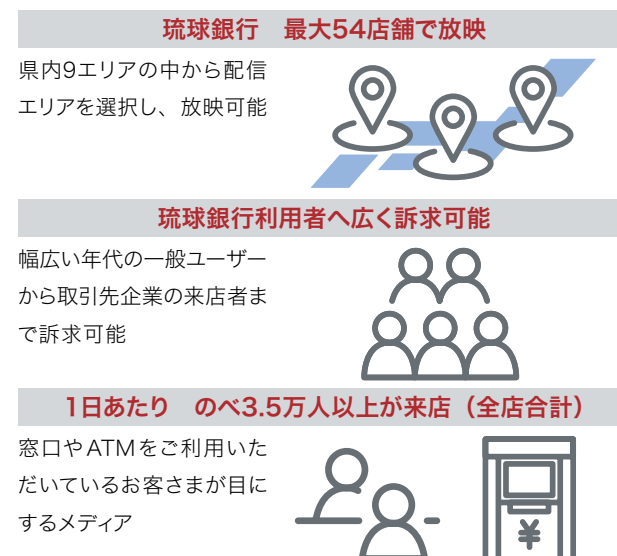 琉球銀行　最大54店舗で放映
県内9エリアの中から配信
エリアを選択し、放映可能
琉球銀行利用者へ広く訴求可能
幅広い年代の一般ユーザー
から取引先企業の来店者ま
で訴求可能
1日あたり　のべ3.5万人以上が来店（全店合計）
窓口やATMをご利用いた
だいているお客さまが目に
するメディア
¥